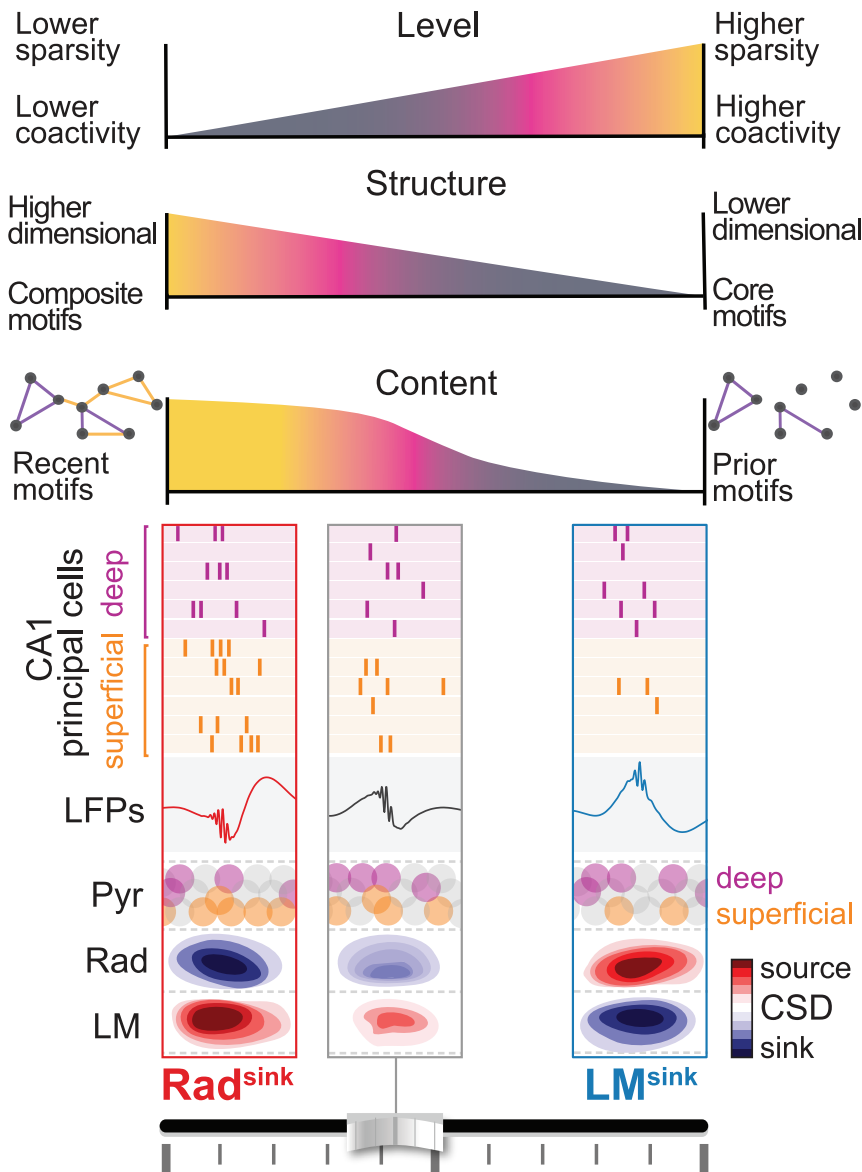 Level
Lower
sparsity
Higher
sparsity
Lower
coactivity
Higher
coactivity
Structure
Higher
dimensional
Lower
dimensional
Composite
motifs
Core
motifs
Content
Recent
motifs
Prior
motifs
CA1
principal cells
deep
superficial
LFPs
Pyr
deep
superficial
Rad
LM
source
CSD
sink
Rad^sink
LM^sink